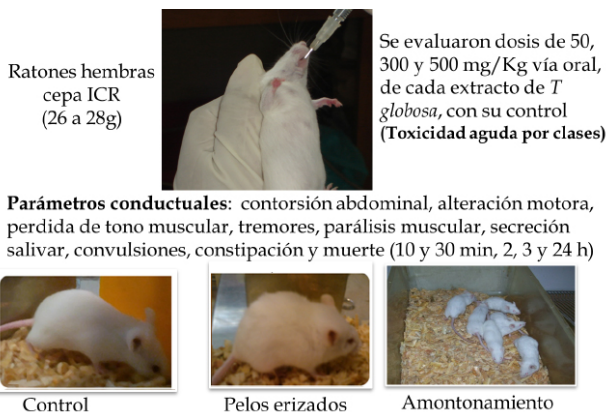 Ratones hembras
cepa ICR
(26 a 28g)
Se evaluaron dosis de 50,
300 y 500 mg/Kg vía oral,
de cada extracto de T
globosa, con su control
(Toxicidad aguda por clases)
Parámetros conductuales: contorsión abdominal, alteración motora,
perdida de tono muscular, tremores, parálisis muscular, secreción
salivar, convulsiones, constipación y muerte (10 y 30 min, 2, 3 y 24 h)
Control
Pelos erizados
Amontonamiento